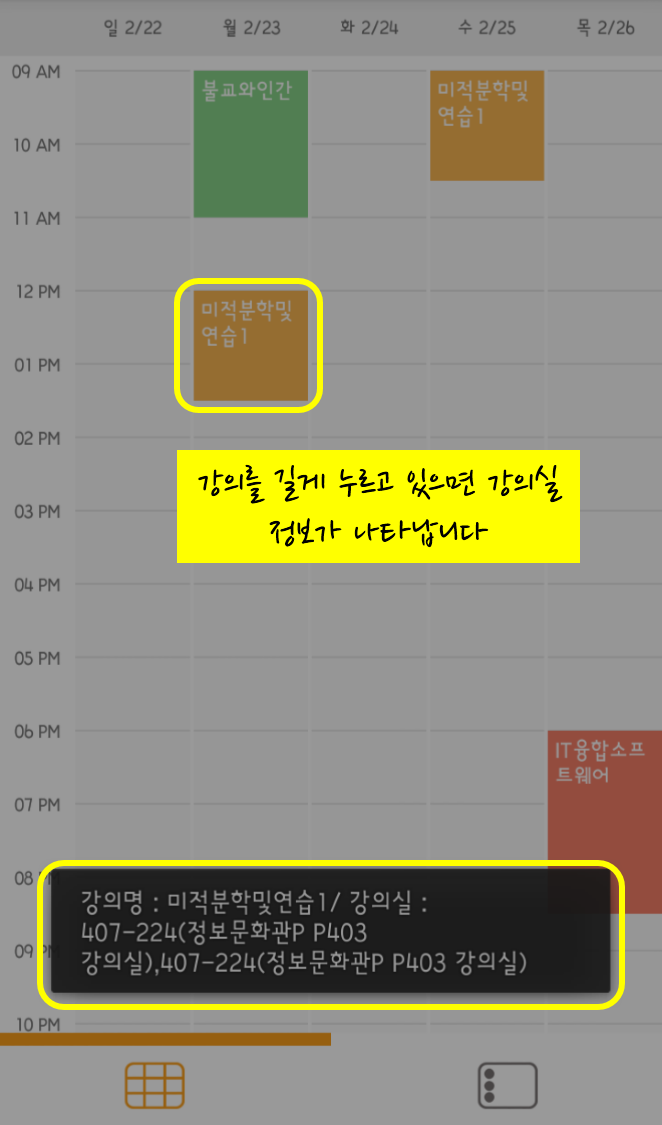 일 2/22 월 2/23 화 2/24 수 2/25 목 2/26
09 AM
불교와인간
미적분학및
연습1
10 AM
11 AM
12 PM
미적분학및
연습1
01 PM
02 PM
강의를 길게 누르고 있으면 강의실
정보가 나타납니다
03 PM
04 PM
05 PM
06 PM
IT융합소프
트웨어
07 PM
08 PM
강의명 : 미적분학및연습1/ 강의실 :
407-224(정보문화관P P403
강의실),407-224(정보문화관P P403 강의실)
09 PM
10 PM